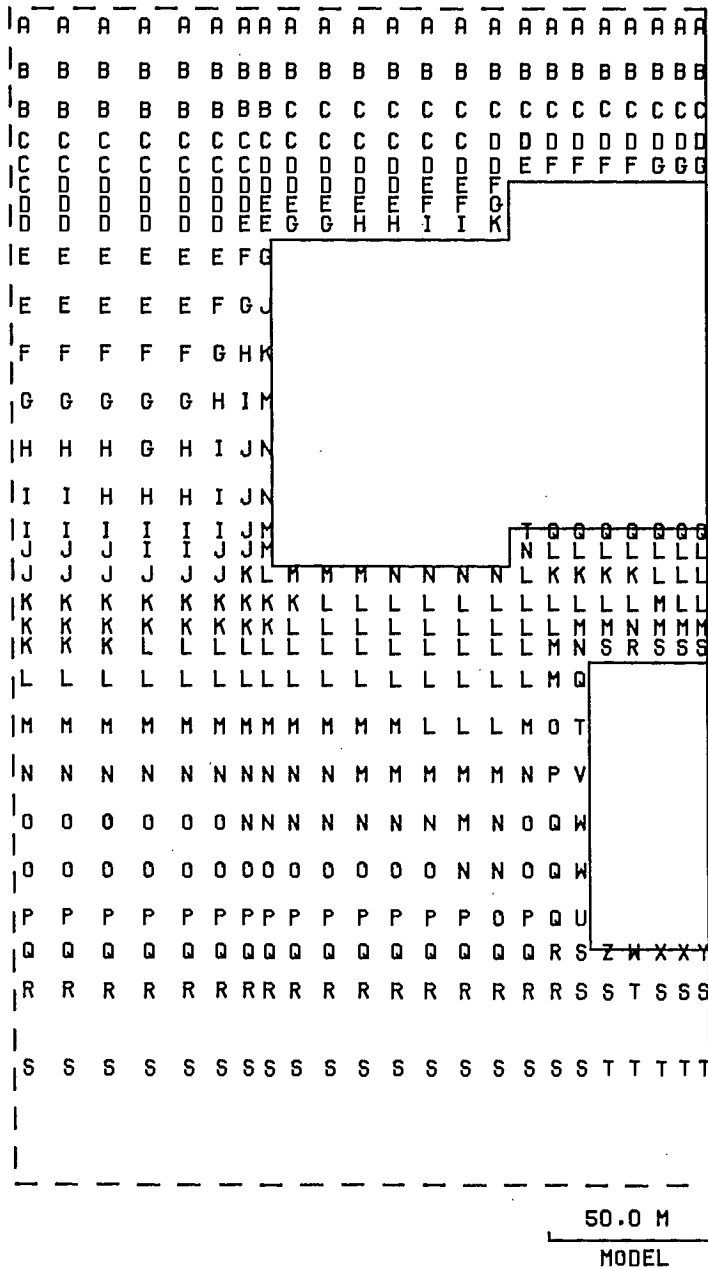 A A A A A A A A A A A A A A A A A A A A A A A
B B B B B B B B B B B B B B B B B B B B B B B
B B B B B B B B C C C C C C C C C C C C C C C
C C C C C C C C C C C C C C D D D D D D D D D
C C C C C C C D D D D D D D D E F F F F G G G
C D D D D D D D D D D D E E F
D D D D D D D E E E E E F F G
D D D D D D E E G G H H I I K
E E E E E E F G
E E E E E F G J
F F F F F G H K
G G G G G H I M
H H H G H I J N
I I H H H I J N
I I I I I I J M T Q Q Q Q Q Q Q
J J J I I J J M N L L L L L L L
J J J J J J K L M M M N N N N L K K K K L L L
K K K K K K K K K L L L L L L L L L L L M L L
K K K K K K K K L L L L L L L L L M M N M M M
K K K L L L L L L L L L L L L L M N S R S S S
L L L L L L L L L L L L L L L L M Q
M M M M M M M M M M M M L L L M O T
N N N N N N N N N N M M M M M N P V
O O O O O O N N N N N N N M N O Q W
O O O O O O O O O O O O O N N O Q W
P P P P P P P P P P P P P P O P Q U
Q Q Q Q Q Q Q Q Q Q Q Q Q Q Q Q R S Z W X X Y
R R R R R R R R R R R R R R R R R S S T S S S
S S S S S S S S S S S S S S S S S S T T T T T
50.0 M
MODEL